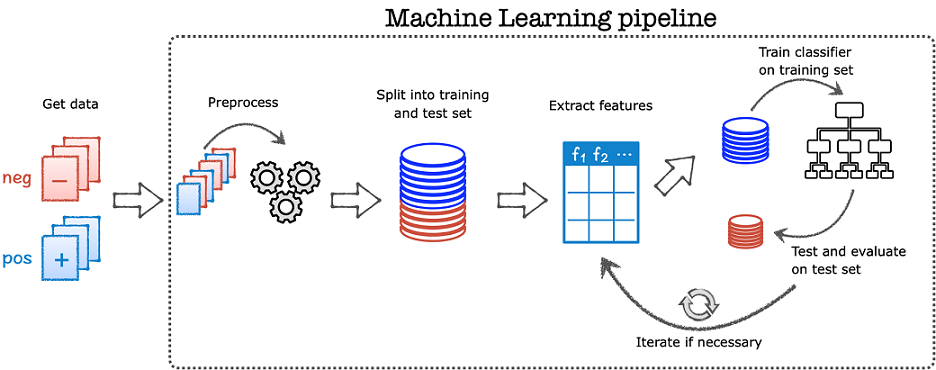 Machine Learning pipeline
Get data
neg
−
pos
+
Preprocess
Split into training
and test set
Extract features
f1 f2 ...
Train classifier
on training set
Test and evaluate
on test set
Iterate if necessary